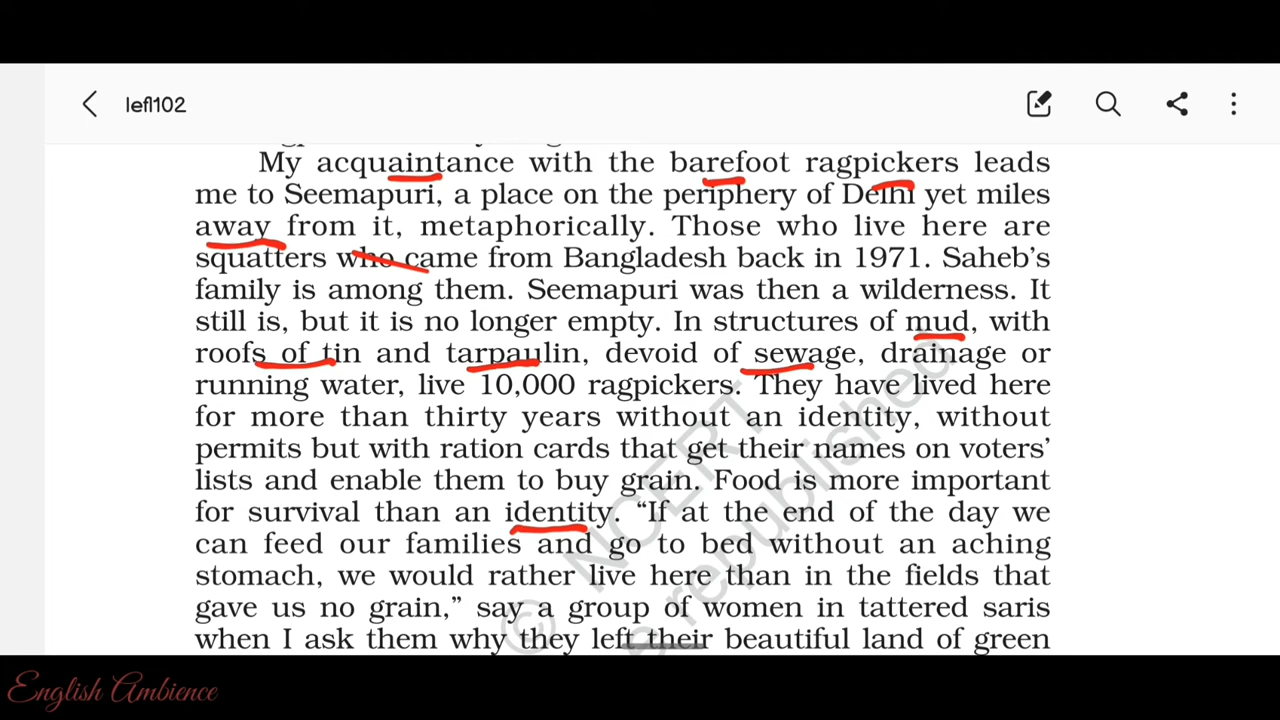 lefl102
My acquaintance with the barefoot ragpickers leads
me to Seemapuri, a place on the periphery of Delhi yet miles
away from it, metaphorically. Those who live here are
squatters who came from Bangladesh back in 1971. Saheb’s
family is among them. Seemapuri was then a wilderness. It
still is, but it is no longer empty. In structures of mud, with
roofs of tin and tarpaulin, devoid of sewage, drainage or
running water, live 10,000 ragpickers. They have lived here
for more than thirty years without an identity, without
permits but with ration cards that get their names on voters’
lists and enable them to buy grain. Food is more important
for survival than an identity. “If at the end of the day we
can feed our families and go to bed without an aching
stomach, we would rather live here than in the fields that
gave us no grain,” say a group of women in tattered saris
when I ask them why they left their beautiful land of green
© NCERT
republished
English Ambience